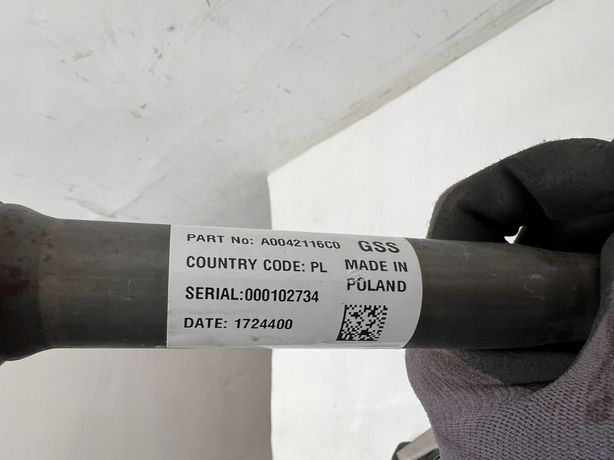 PART No: A0042116C0 GSS
COUNTRY CODE: PL MADE IN
POLAND
SERIAL:000102734
DATE: 1724400